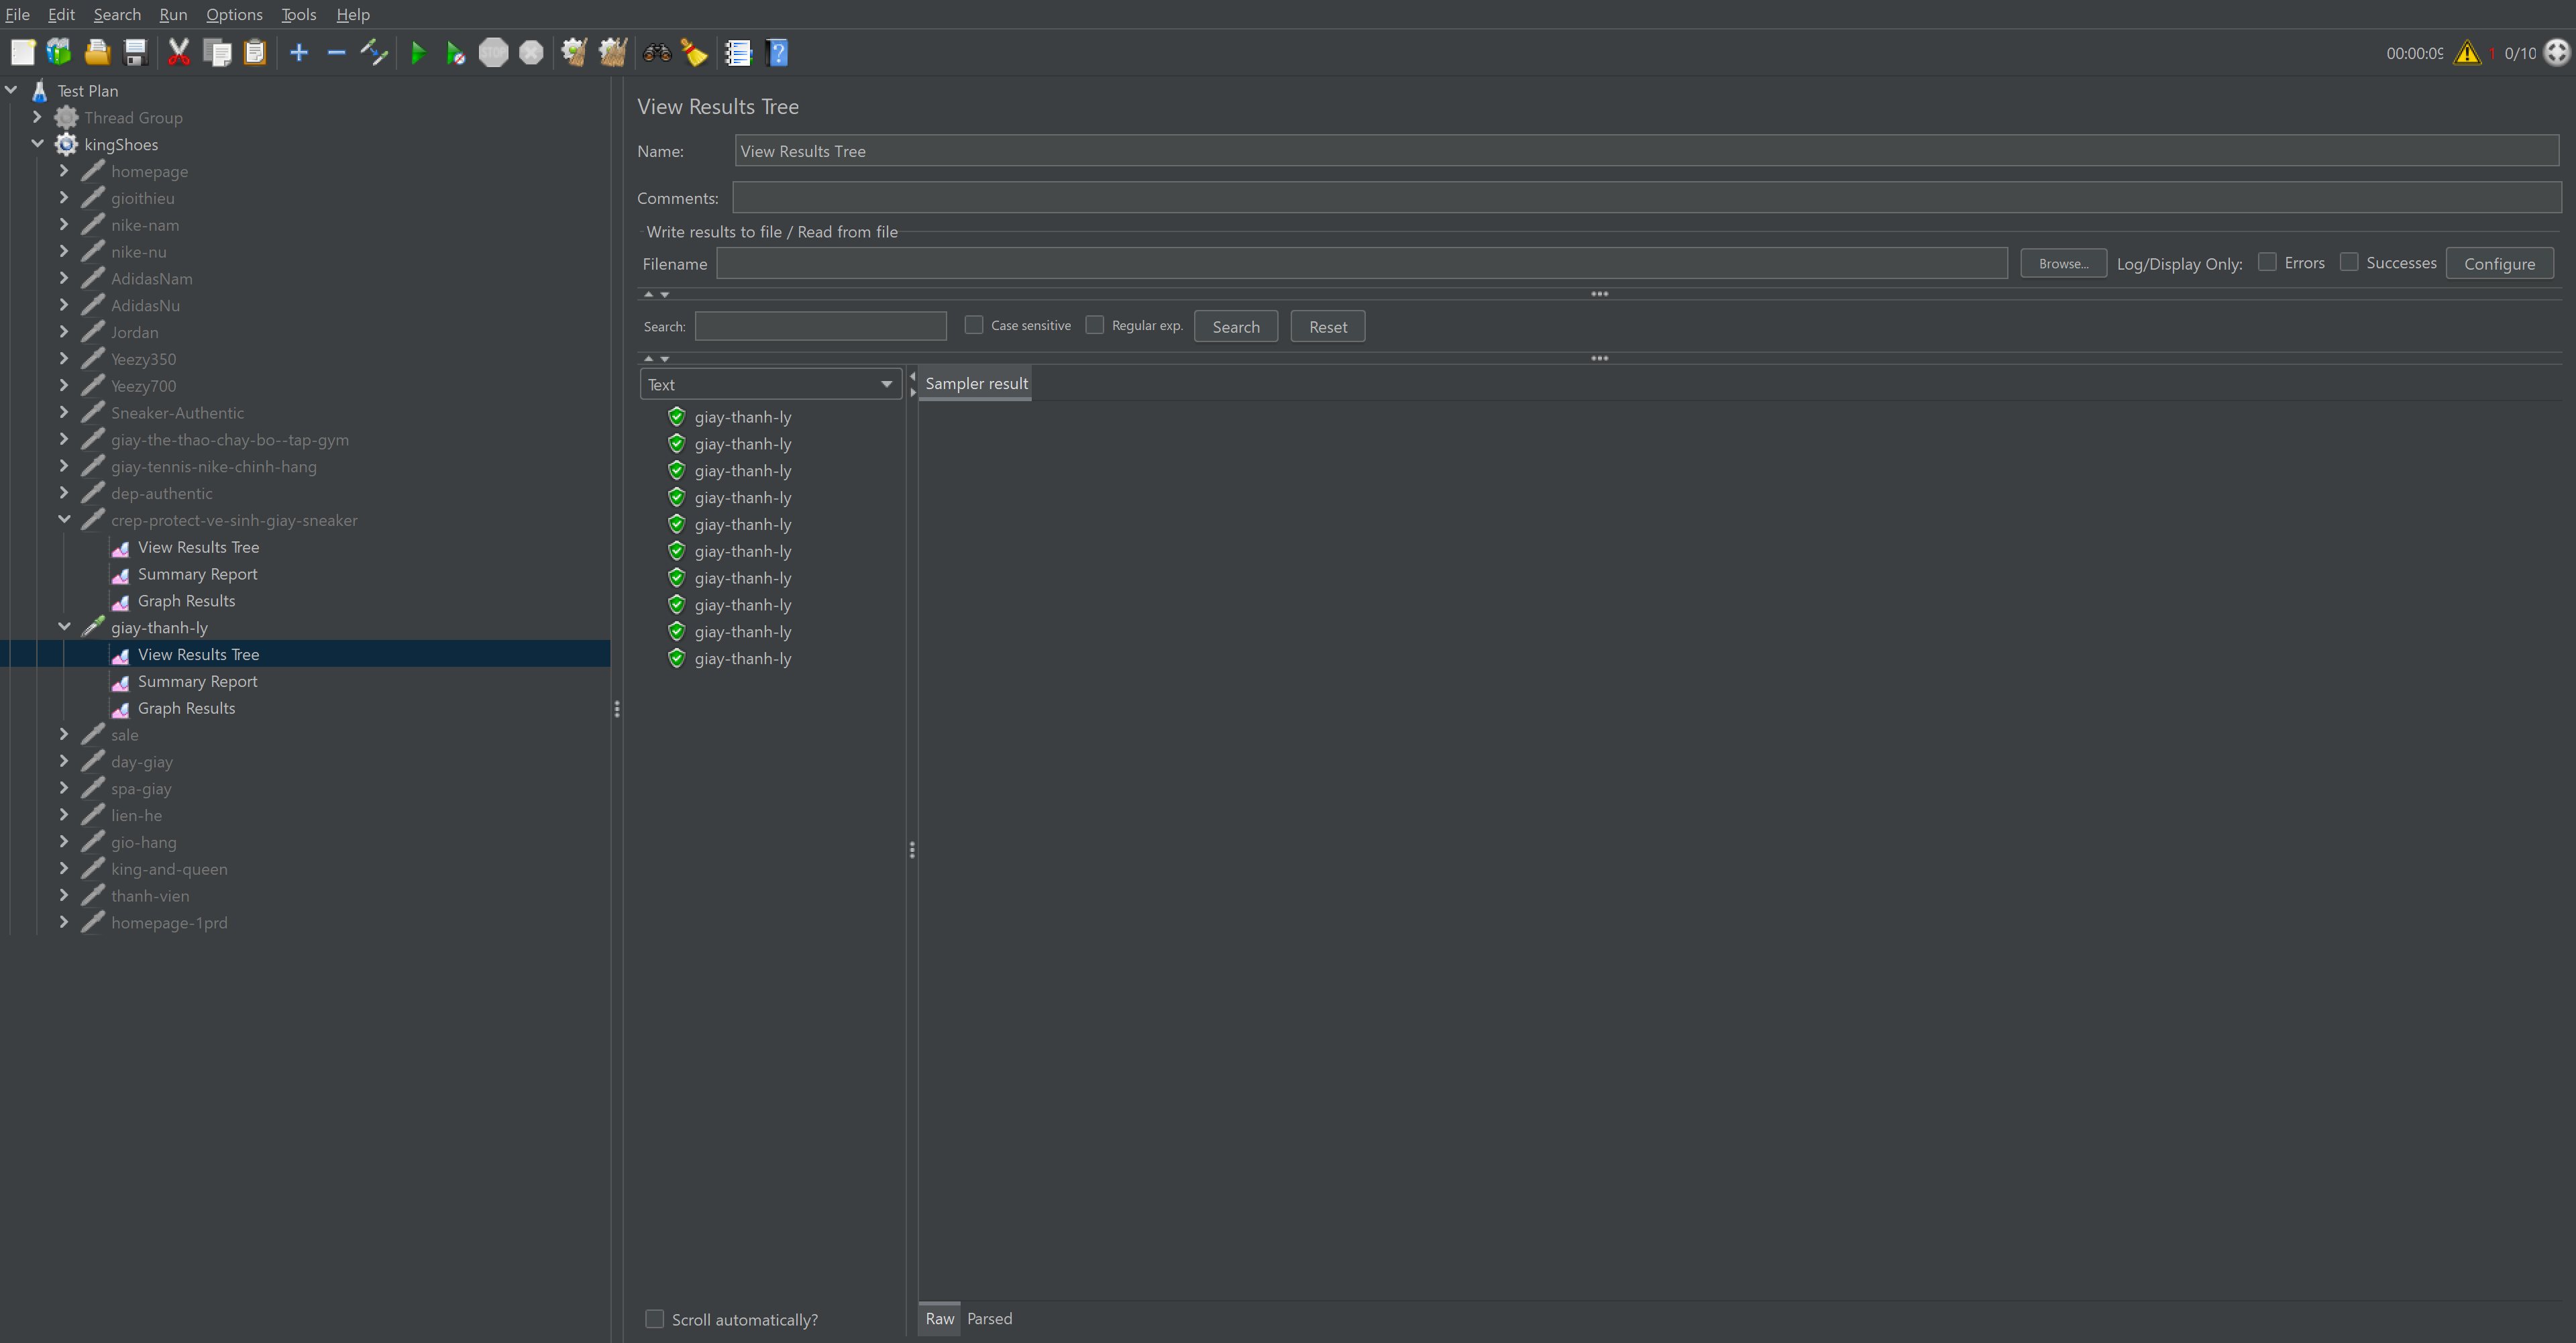 File Edit Search Run Options Tools Help
STOP
00:00:09 1 0/10
Test Plan
Thread Group
kingShoes
homepage
gioithieu
nike-nam
nike-nu
AdidasNam
AdidasNu
Jordan
Yeezy350
Yeezy700
Sneaker-Authentic
giay-the-thao-chay-bo--tap-gym
giay-tennis-nike-chinh-hang
dep-authentic
crep-protect-ve-sinh-giay-sneaker
View Results Tree
Summary Report
Graph Results
giay-thanh-ly
View Results Tree
Summary Report
Graph Results
sale
day-giay
spa-giay
lien-he
gio-hang
king-and-queen
thanh-vien
homepage-1prd
View Results Tree
Name: View Results Tree
Comments:
Write results to file / Read from file
Filename Browse... Log/Display Only: Errors Successes Configure
Search: Case sensitive Regular exp. Search Reset
Text
Sampler result
giay-thanh-ly
giay-thanh-ly
giay-thanh-ly
giay-thanh-ly
giay-thanh-ly
giay-thanh-ly
giay-thanh-ly
giay-thanh-ly
giay-thanh-ly
giay-thanh-ly
Scroll automatically?
Raw Parsed